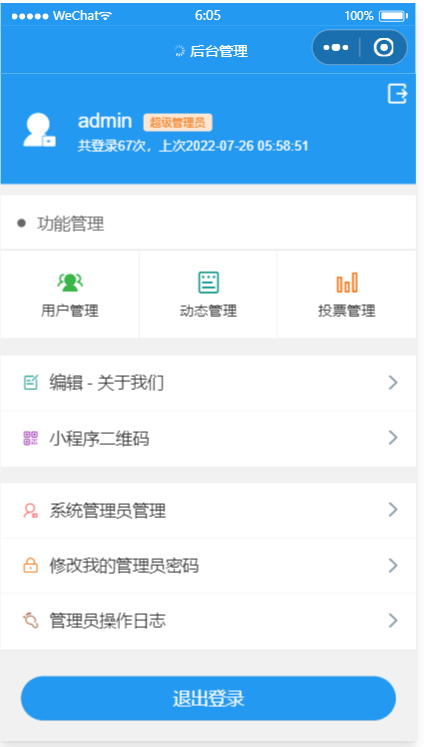 WeChat 6:05 100%
后台管理
admin 超级管理员
共登录67次，上次2022-07-26 05:58:51
功能管理
用户管理 动态管理 投票管理
编辑 - 关于我们
小程序二维码
系统管理员管理
修改我的管理员密码
管理员操作日志
退出登录